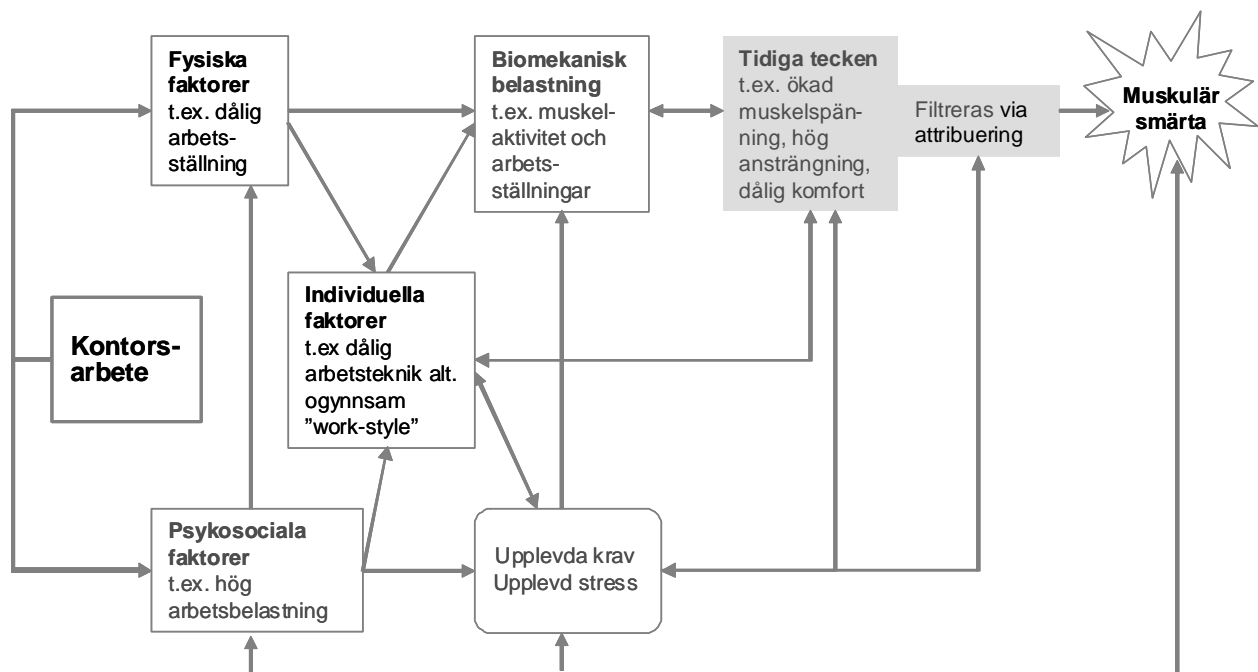 Fysiska
faktorer
t.ex. dålig
arbets-
ställning
Biomekanisk
belastning
t.ex. muskel-
aktivitet och
arbets-
ställningar
Tidiga tecken
t.ex. ökad
muskelspän-
ning, hög
ansträngning,
dålig komfort
Filtreras via
attribuering
Muskulär
smärta
Kontors-
arbete
Individuella
faktorer
t.ex dålig
arbetsteknik alt.
ogynnsam
”work-style”
Psykosociala
faktorer
t.ex. hög
arbetsbelastning
Upplevda krav
Upplevd stress